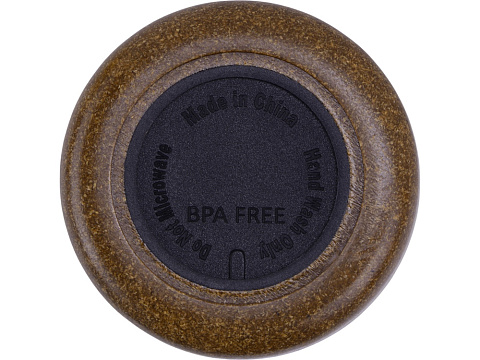 Made in China
Hand Wash Only
Do Not Microwave
BPA FREE